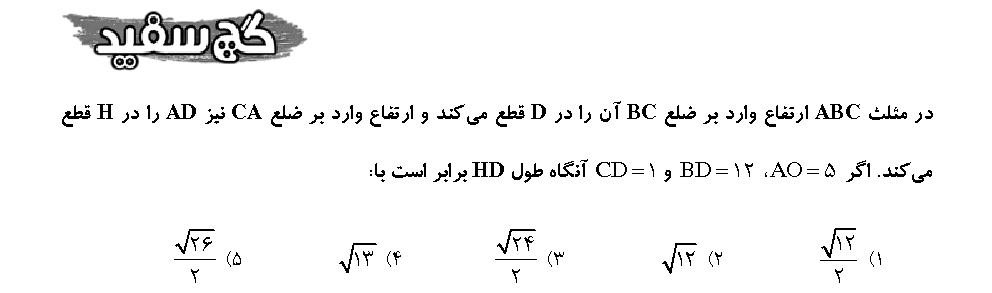 گچ سفید
در مثلث ABC ارتفاع وارد بر ضلع BC آن را در D قطع می‌کند و ارتفاع وارد بر ضلع CA نیز AD را در H قطع
می‌کند. اگر AO=۵، BD=۱۲ و CD=۱ آنگاه طول HD برابر است با:
۱) √۱۲/۲ ۲) √۱۲ ۳) √۲۴/۲ ۴) √۱۳ ۵) √۲۶/۲